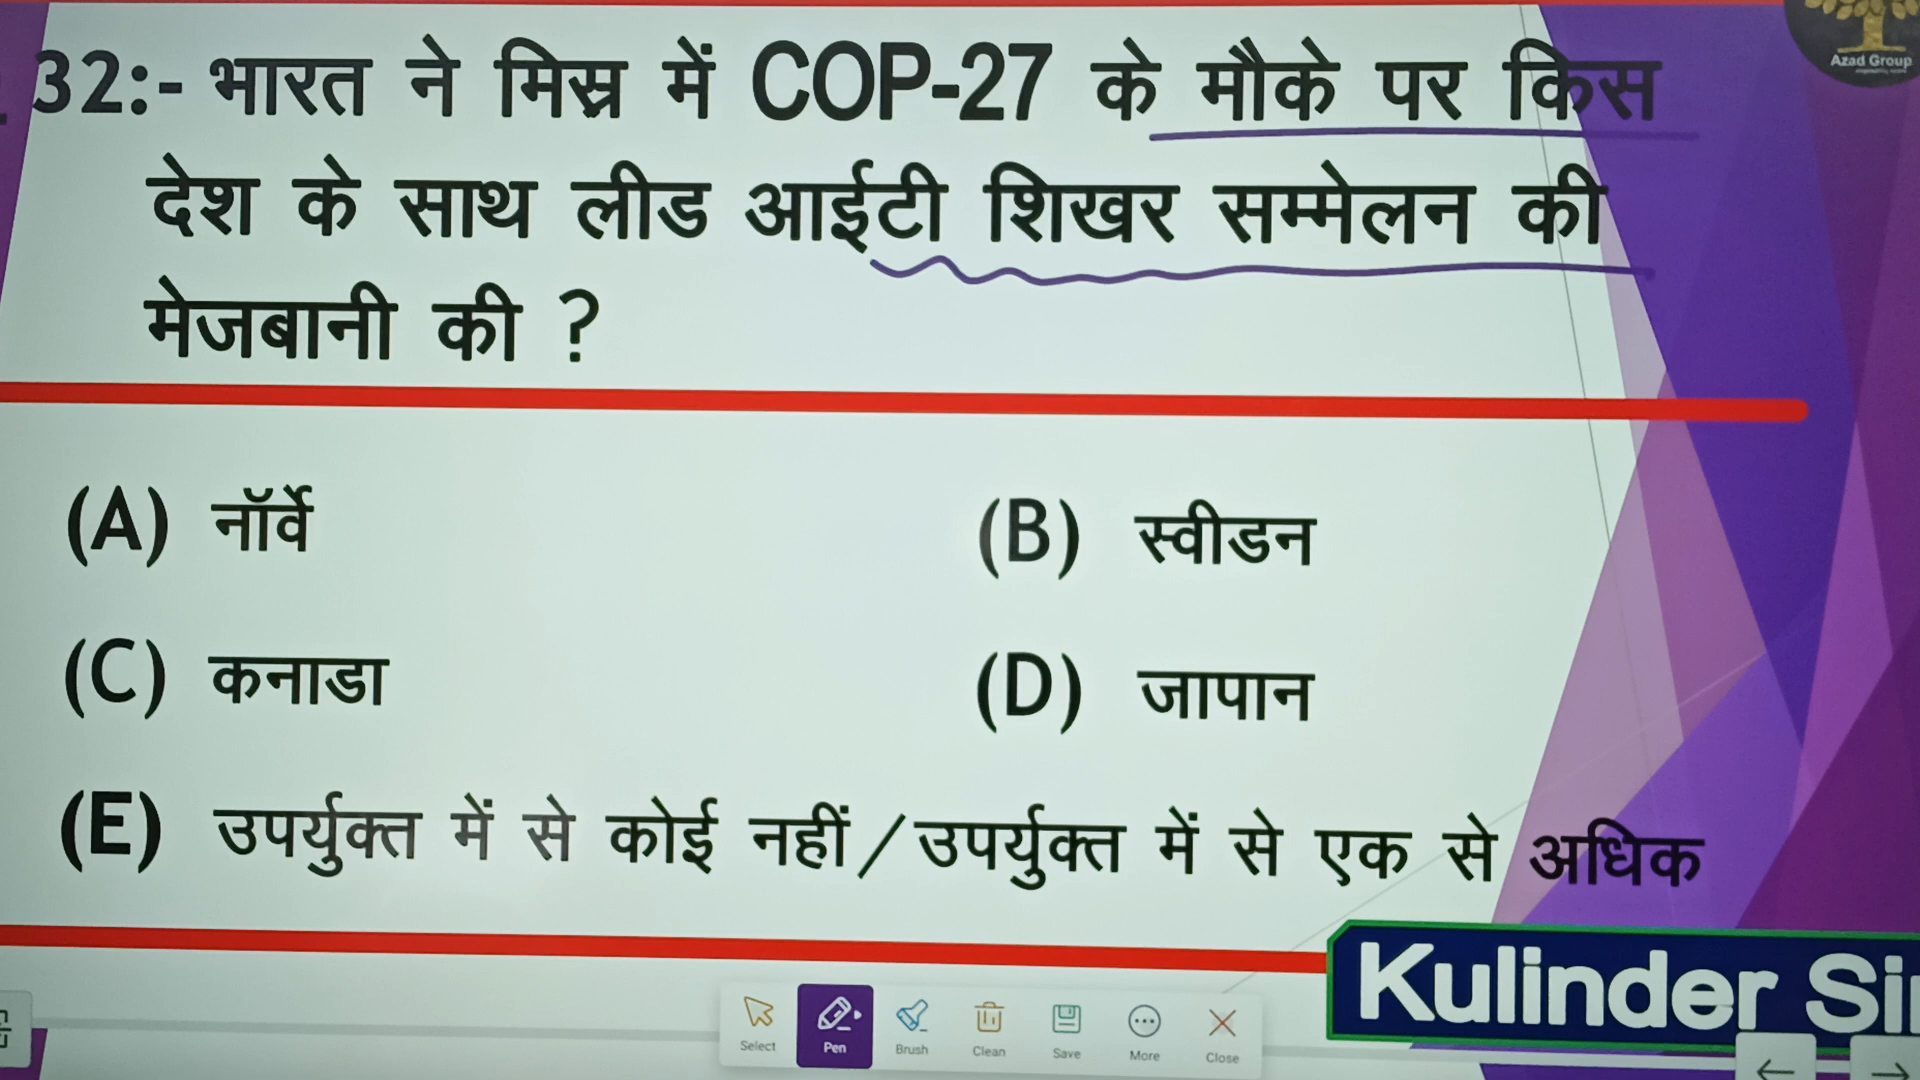 32:- भारत ने मिस्र में COP-27 के मौके पर किस
देश के साथ लीड आईटी शिखर सम्मेलन की
मेजबानी की ?
(A) नॉर्वे
(B) स्वीडन
(C) कनाडा
(D) जापान
(E) उपर्युक्त में से कोई नहीं/उपर्युक्त में से एक से अधिक
Azad Group
Kulinder
Select Pen Brush Clean Save More Close